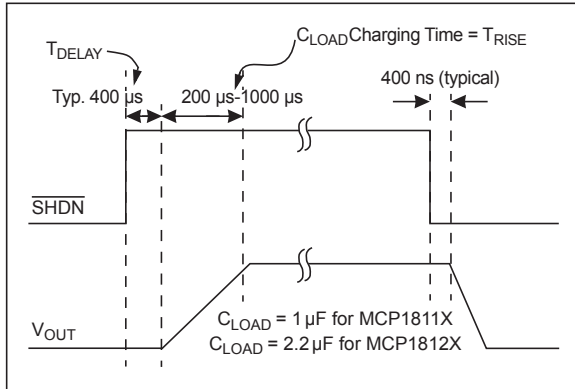 T_DELAY
C_LOAD Charging Time = T_RISE
Typ. 400 µs
200 µs-1000 µs
400 ns (typical)
SHDN
V_OUT
C_LOAD = 1 µF for MCP1811X
C_LOAD = 2.2 µF for MCP1812X